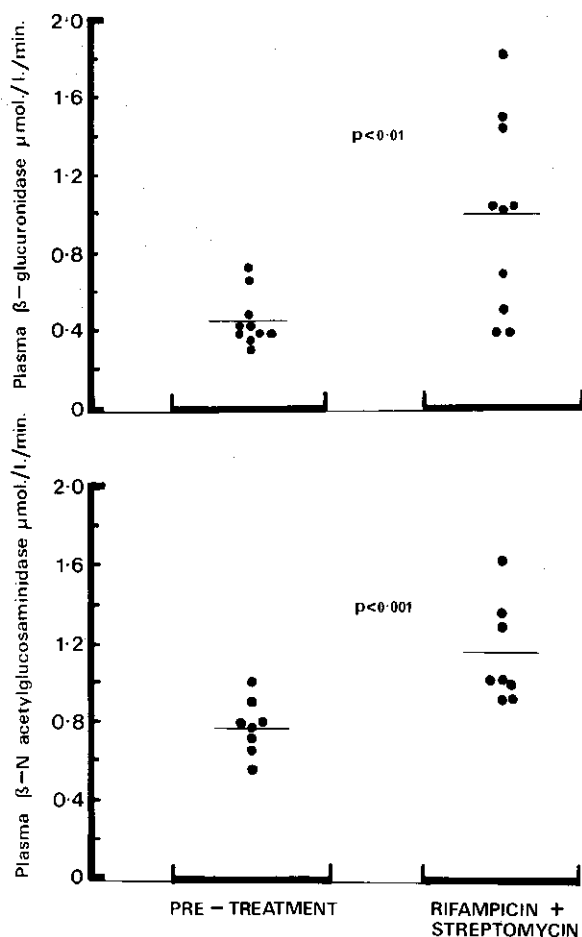 Plasma β-glucuronidase μmol./l./min.
2·0
1·6
1·2
0·8
0·4
0
p<0·01
Plasma β-N acetylglucosaminidase μmol./l./min.
2·0
1·6
1·2
0·8
0·4
0
p<0·001
PRE-TREATMENT
RIFAMPICIN +
STREPTOMYCIN